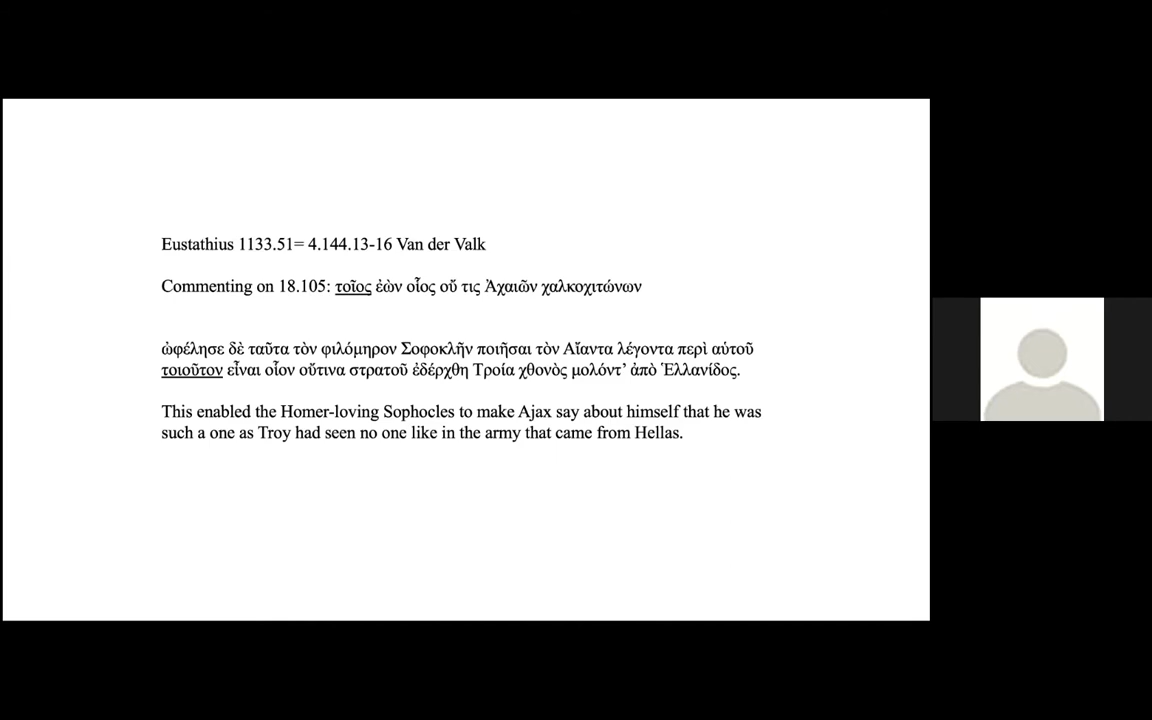 Eustathius 1133.51= 4.144.13-16 Van der Valk
Commenting on 18.105: τοῖος ἐὼν οἷος οὔ τις Ἀχαιῶν χαλκοχιτώνων
ὠφέλησε δὲ ταῦτα τὸν φιλόμηρον Σοφοκλῆν ποιῆσαι τὸν Αἴαντα λέγοντα περὶ αὑτοῦ
τοιοῦτον εἶναι οἷον οὔτινα στρατοῦ ἐδέρχθη Τροία χθονὸς μολόντ’ ἀπὸ Ἑλλανίδος.
This enabled the Homer-loving Sophocles to make Ajax say about himself that he was
such a one as Troy had seen no one like in the army that came from Hellas.